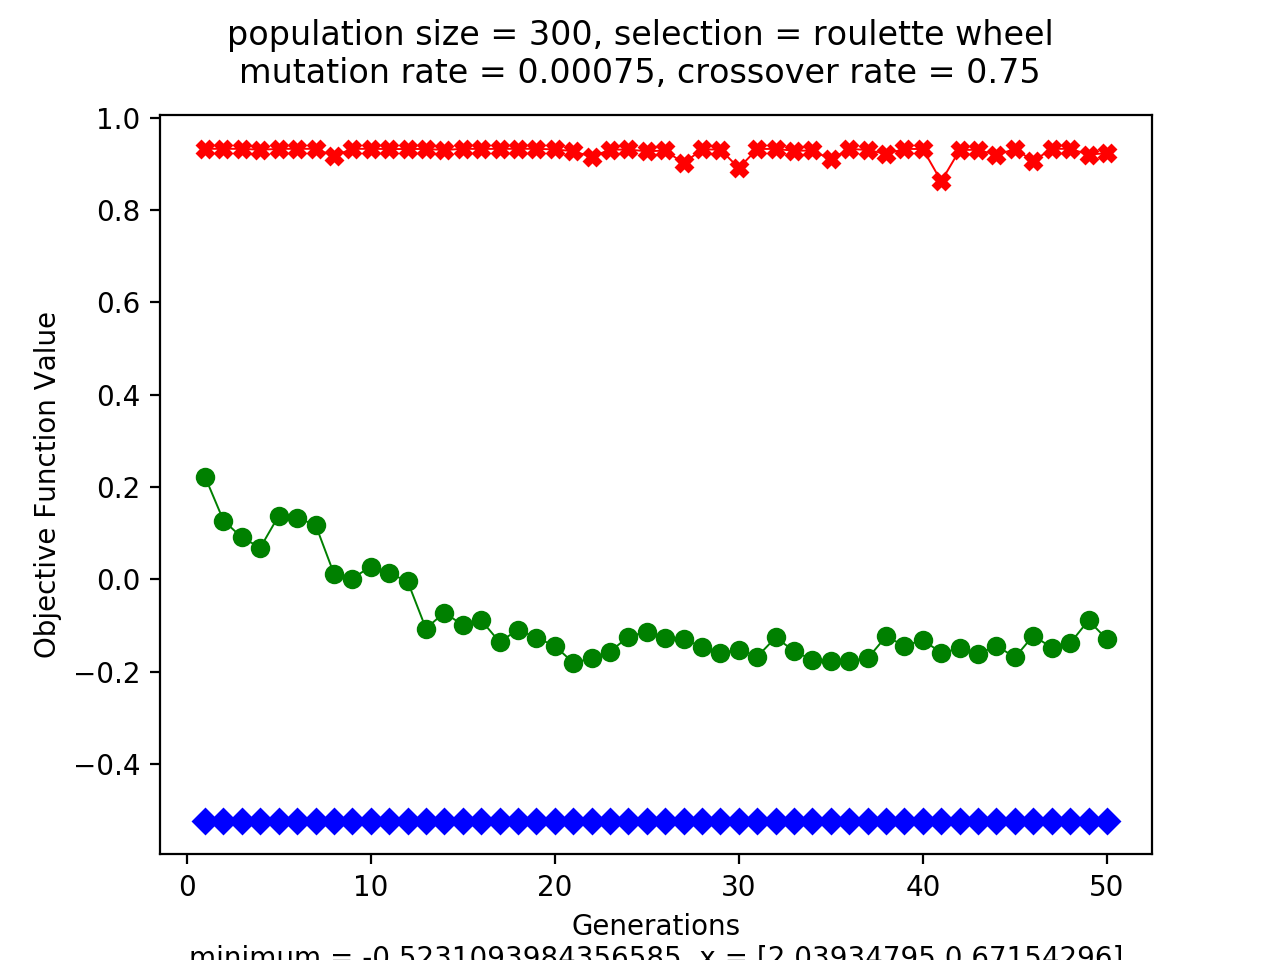 population size = 300, selection = roulette wheel
mutation rate = 0.00075, crossover rate = 0.75
1.0
0.8
0.6
0.4
0.2
0.0
−0.2
−0.4
Objective Function Value
0 10 20 30 40 50
Generations
minimum = -0.5231093984356585, x = [2.03934795,0.67154296]